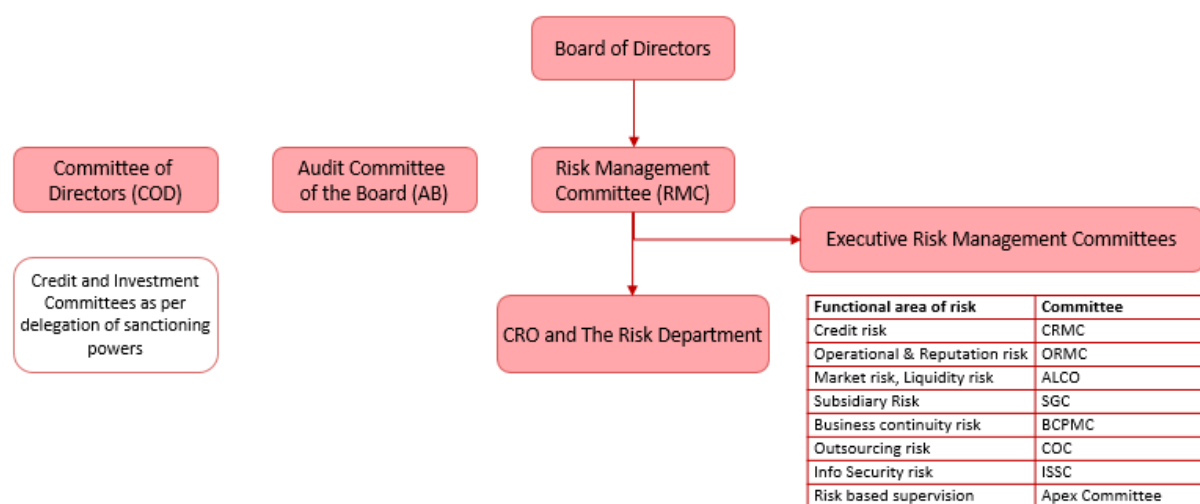 Board of Directors
Committee of
Directors (COD)
Audit Committee
of the Board (AB)
Risk Management
Committee (RMC)
Executive Risk Management Committees
Credit and Investment
Committees as per
delegation of sanctioning
powers
CRO and The Risk Department
Functional area of risk Committee
Credit risk CRMC
Operational & Reputation risk ORMC
Market risk, Liquidity risk ALCO
Subsidiary Risk SGC
Business continuity risk BCPMC
Outsourcing risk COC
Info Security risk ISSC
Risk based supervision Apex Committee